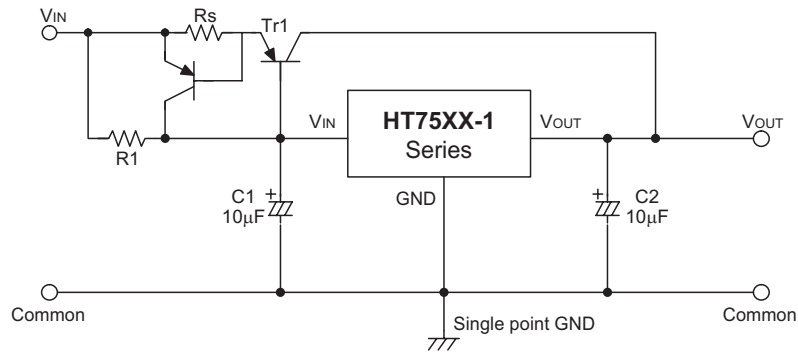 VIN
Rs
Tr1
R1
VIN
HT75XX-1
Series
VOUT
VOUT
GND
C1
10μF
C2
10μF
Common
Common
Single point GND
+
+